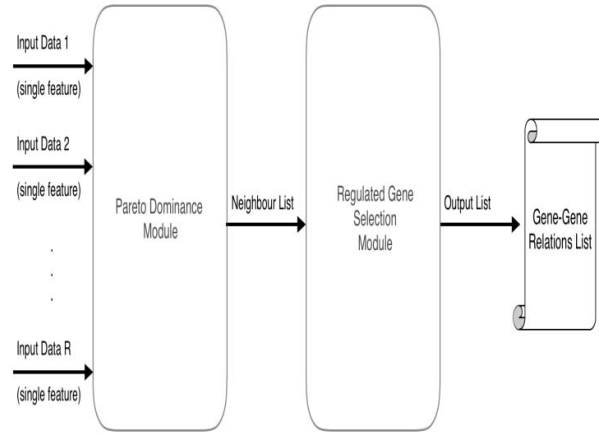 Input Data 1
(single feature)
Input Data 2
(single feature)
.
.
.
Input Data R
(single feature)
Pareto Dominance
Module
Neighbour List
Regulated Gene
Selection
Module
Output List
Gene-Gene
Relations List